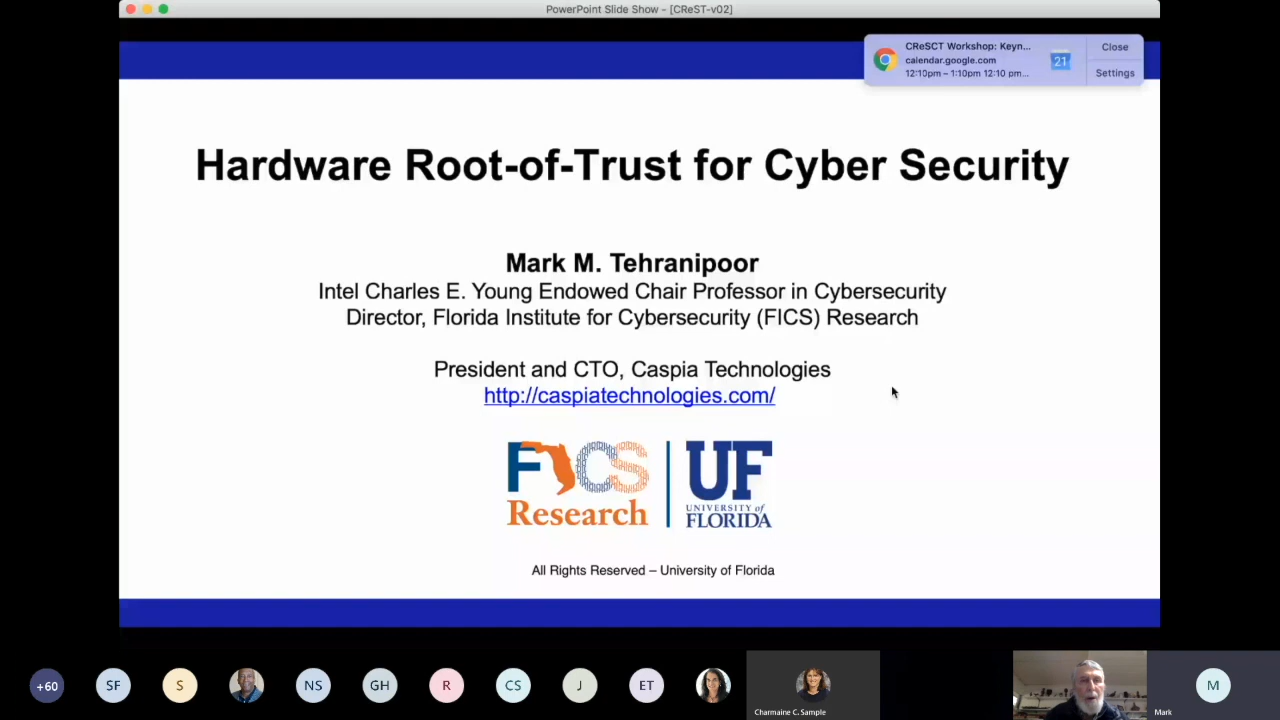 PowerPoint Slide Show - [CReST-v02]
CReSCT Workshop: Keyn...
calendar.google.com
12:10pm – 1:10pm 12:10 pm...
21
Close
Settings
Hardware Root-of-Trust for Cyber Security
Mark M. Tehranipoor
Intel Charles E. Young Endowed Chair Professor in Cybersecurity
Director, Florida Institute for Cybersecurity (FICS) Research
President and CTO, Caspia Technologies
http://caspiatechnologies.com/
FICS
Research
UF
UNIVERSITY of
FLORIDA
All Rights Reserved – University of Florida
+60
SF
S
NS
GH
R
CS
J
ET
Charmaine C. Sample
M
Mark